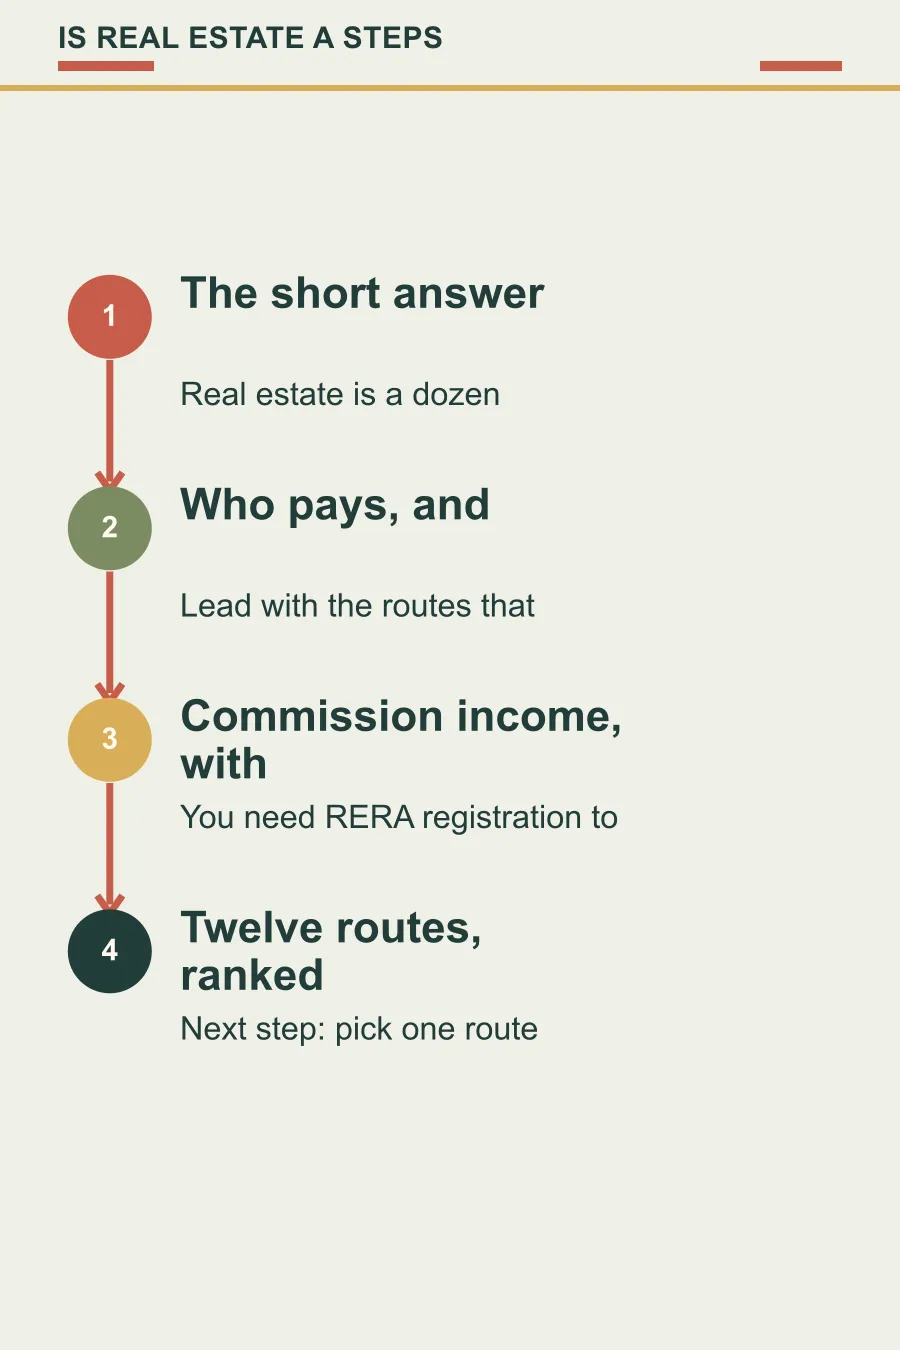 IS REAL ESTATE A STEPS
1
The short answer
Real estate is a dozen
2
Who pays, and
Lead with the routes that
3
Commission income,
with
You need RERA registration to
4
Twelve routes,
ranked
Next step: pick one route